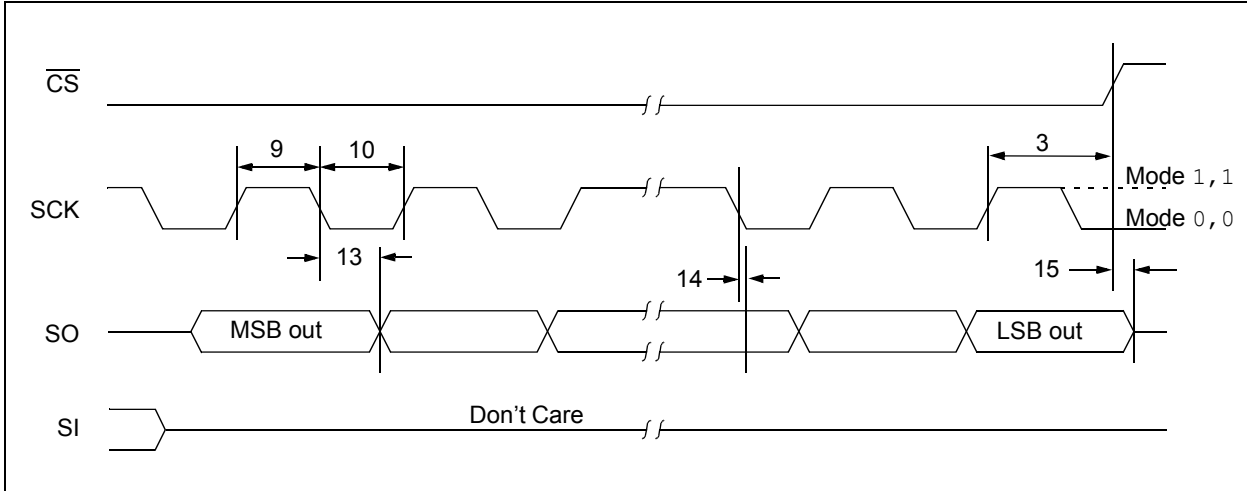 CS
9
10
3
SCK
Mode 1,1
Mode 0,0
13
14
15
SO
MSB out
LSB out
SI
Don't Care